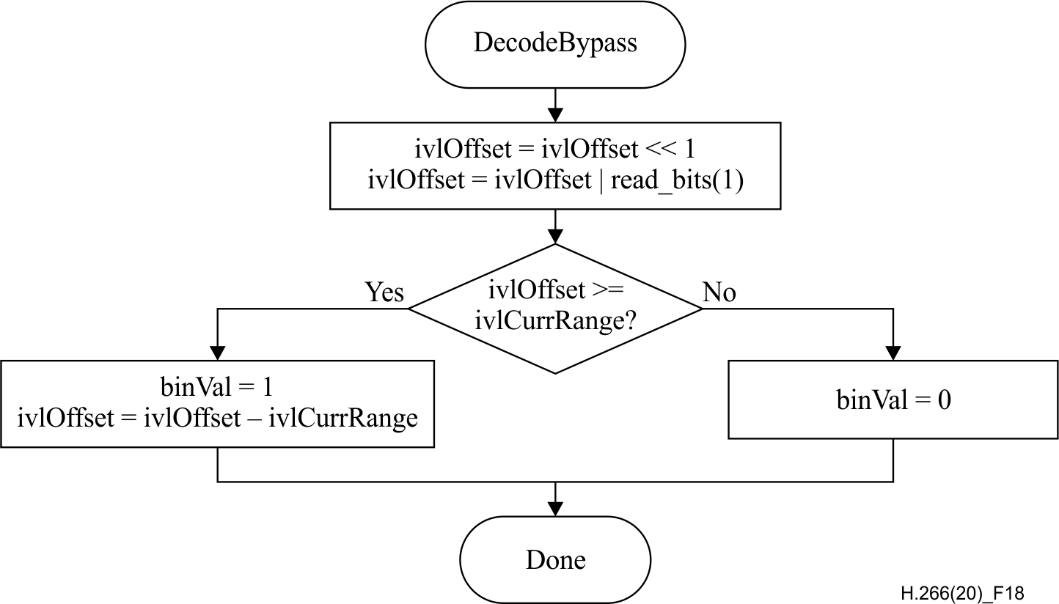 DecodeBypass
ivlOffset = ivlOffset << 1
ivlOffset = ivlOffset | read_bits(1)
Yes
ivlOffset >=
ivlCurrRange?
No
binVal = 1
ivlOffset = ivlOffset – ivlCurrRange
binVal = 0
Done
H.266(20)_F18